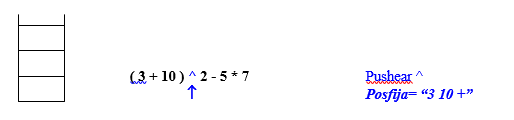 ( 3 + 10 ) ^ 2 - 5 * 7
Pushear ^
Posfija= “3 10 +”